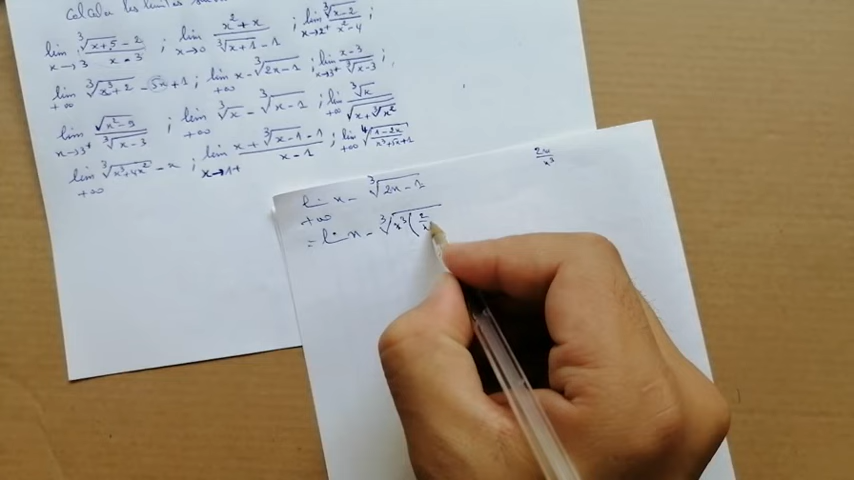 Calculer les limites
lim x→3 ∛(x+5) - 2 / x - 3 ; lim x→0 x² + x / ∛(x+1) - 1 ; lim x→2⁺ ∛(x-2) / x² - 4 ;
lim +∞ ∛(x³+2) - 5x + 1 ; lim +∞ x - ∛(2x-1) ; lim x→3⁺ x-3 / ∛(x-3) ;
lim x→3⁺ √(x²-9) / ∛(x-3) ; lim +∞ ∛x - ∛(x-1) ; lim +∞ ∛x / √(x+∛x²)
lim +∞ ∛(x³+4x²) - x ; lim x→1+ x + ∛(x-1) - 1 / x - 1 ; lim +∞ ∜(1-2x / x³+5x+1)
2x / x³
lim +∞ x - ∛(2x-1)
= lim x - ∛(x³(2/x